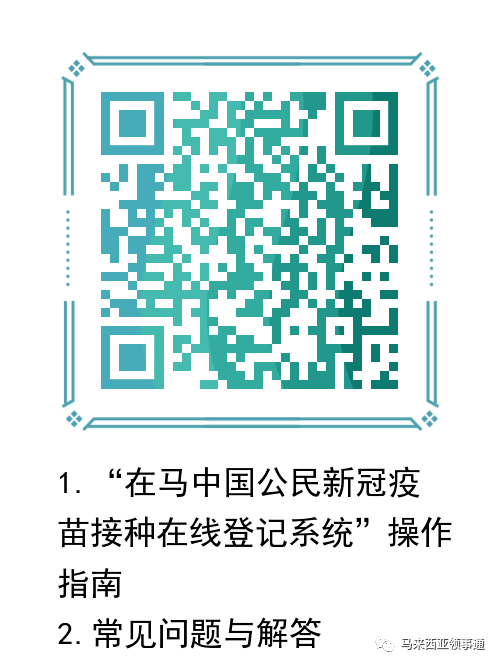 1. “在马中国公民新冠疫
苗接种在线登记系统”操作
指南
2.常见问题与解答
马来西亚领事通